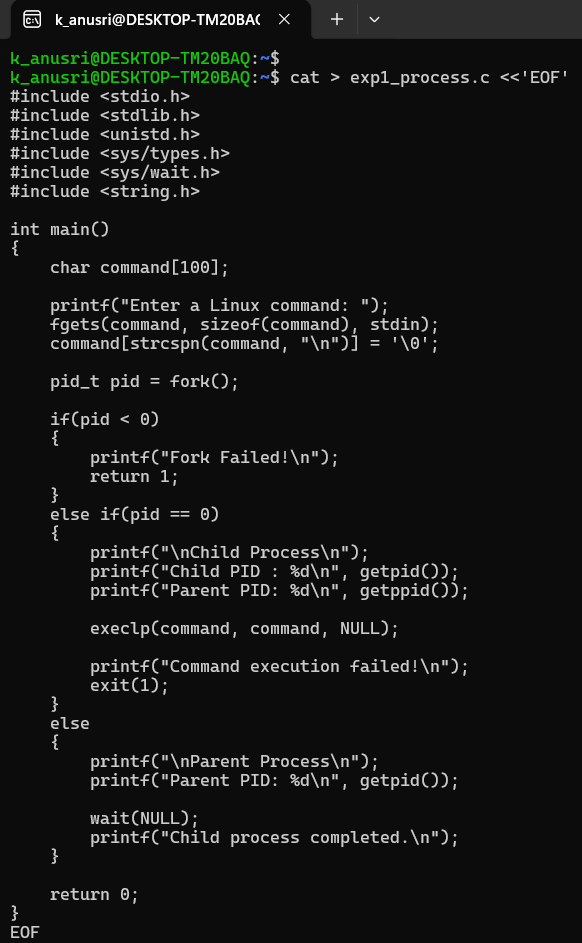 k_anusri@DESKTOP-TM20BAQ
k_anusri@DESKTOP-TM20BAQ:~$
k_anusri@DESKTOP-TM20BAQ:~$ cat > exp1_process.c <<'EOF'
#include <stdio.h>
#include <stdlib.h>
#include <unistd.h>
#include <sys/types.h>
#include <sys/wait.h>
#include <string.h>

int main()
{
    char command[100];

    printf("Enter a Linux command: ");
    fgets(command, sizeof(command), stdin);
    command[strcspn(command, "\n")] = '\0';

    pid_t pid = fork();

    if(pid < 0)
    {
        printf("Fork Failed!\n");
        return 1;
    }
    else if(pid == 0)
    {
        printf("\nChild Process\n");
        printf("Child PID : %d\n", getpid());
        printf("Parent PID: %d\n", getppid());

        execlp(command, command, NULL);

        printf("Command execution failed!\n");
        exit(1);
    }
    else
    {
        printf("\nParent Process\n");
        printf("Parent PID: %d\n", getpid());

        wait(NULL);
        printf("Child process completed.\n");
    }

    return 0;
}
EOF